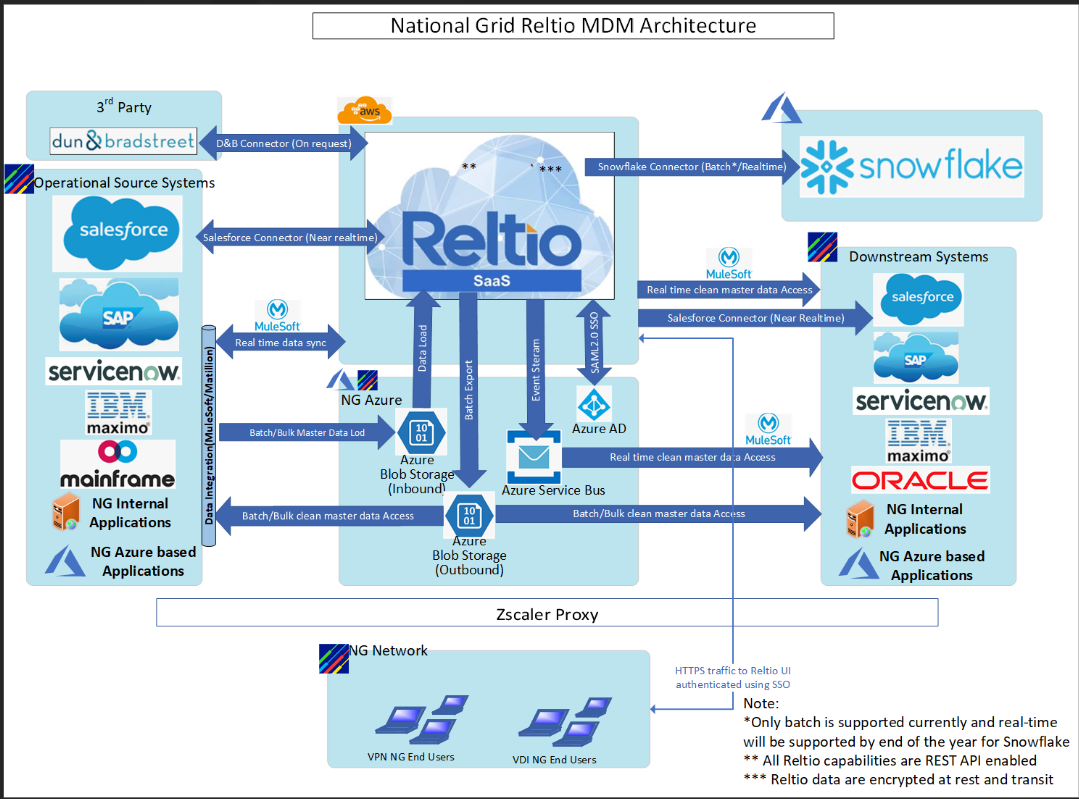 National Grid Reltio MDM Architecture
3rd Party
dun & bradstreet
D&B Connector (On request)
aws
** ` ***
Reltio
SaaS
Snowflake Connector (Batch*/Realtime)
snowflake
Operational Source Systems
salesforce
SAP
servicenow.
IBM
maximo
mainframe
NG Internal
Applications
NG Azure based
Applications
Salesforce Connector (Near realtime)
MuleSoft
Real time data sync
Data Integration(MuleSoft/Matillion)
Batch/Bulk Master Data Lod
Batch/Bulk clean master data Access
Data Load
Batch Export
Event Steram
SAML2.0 SSO
NG Azure
10
01
Azure
Blob Storage
(Inbound)
10
01
Azure
Blob Storage
(Outbound)
Azure Service Bus
Azure AD
MuleSoft
Real time clean master data Access
Salesforce Connector (Near Realtime)
MuleSoft
Real time clean master data Access
Batch/Bulk clean master data Access
Downstream Systems
salesforce
SAP
servicenow.
IBM
maximo
ORACLE
NG Internal
Applications
NG Azure based
Applications
Zscaler Proxy
NG Network
VPN NG End Users
VDI NG End Users
HTTPS traffic to Reltio UI
authenticated using SSO
Note:
*Only batch is supported currently and real-time
will be supported by end of the year for Snowflake
** All Reltio capabilities are REST API enabled
*** Reltio data are encrypted at rest and transit